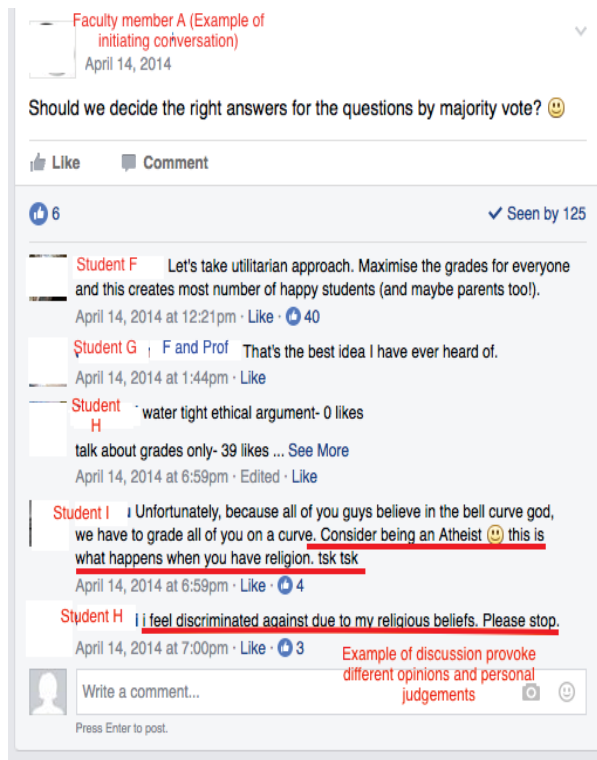 Faculty member A (Example of
initiating conversation)
April 14, 2014
Should we decide the right answers for the questions by majority vote? 🙂
Like Comment
6 Seen by 125
Student F Let's take utilitarian approach. Maximise the grades for everyone
and this creates most number of happy students (and maybe parents too!).
April 14, 2014 at 12:21pm · Like · 40
Student G F and Prof That's the best idea I have ever heard of.
April 14, 2014 at 1:44pm · Like
Student
H
water tight ethical argument- 0 likes
talk about grades only- 39 likes ... See More
April 14, 2014 at 6:59pm · Edited · Like
Student I Unfortunately, because all of you guys believe in the bell curve god,
we have to grade all of you on a curve. Consider being an Atheist 🙂 this is
what happens when you have religion. tsk tsk
April 14, 2014 at 6:59pm · Like · 4
Student H i feel discriminated against due to my religious beliefs. Please stop.
April 14, 2014 at 7:00pm · Like · 3
Example of discussion provoke
different opinions and personal
judgements
Write a comment...
Press Enter to post.